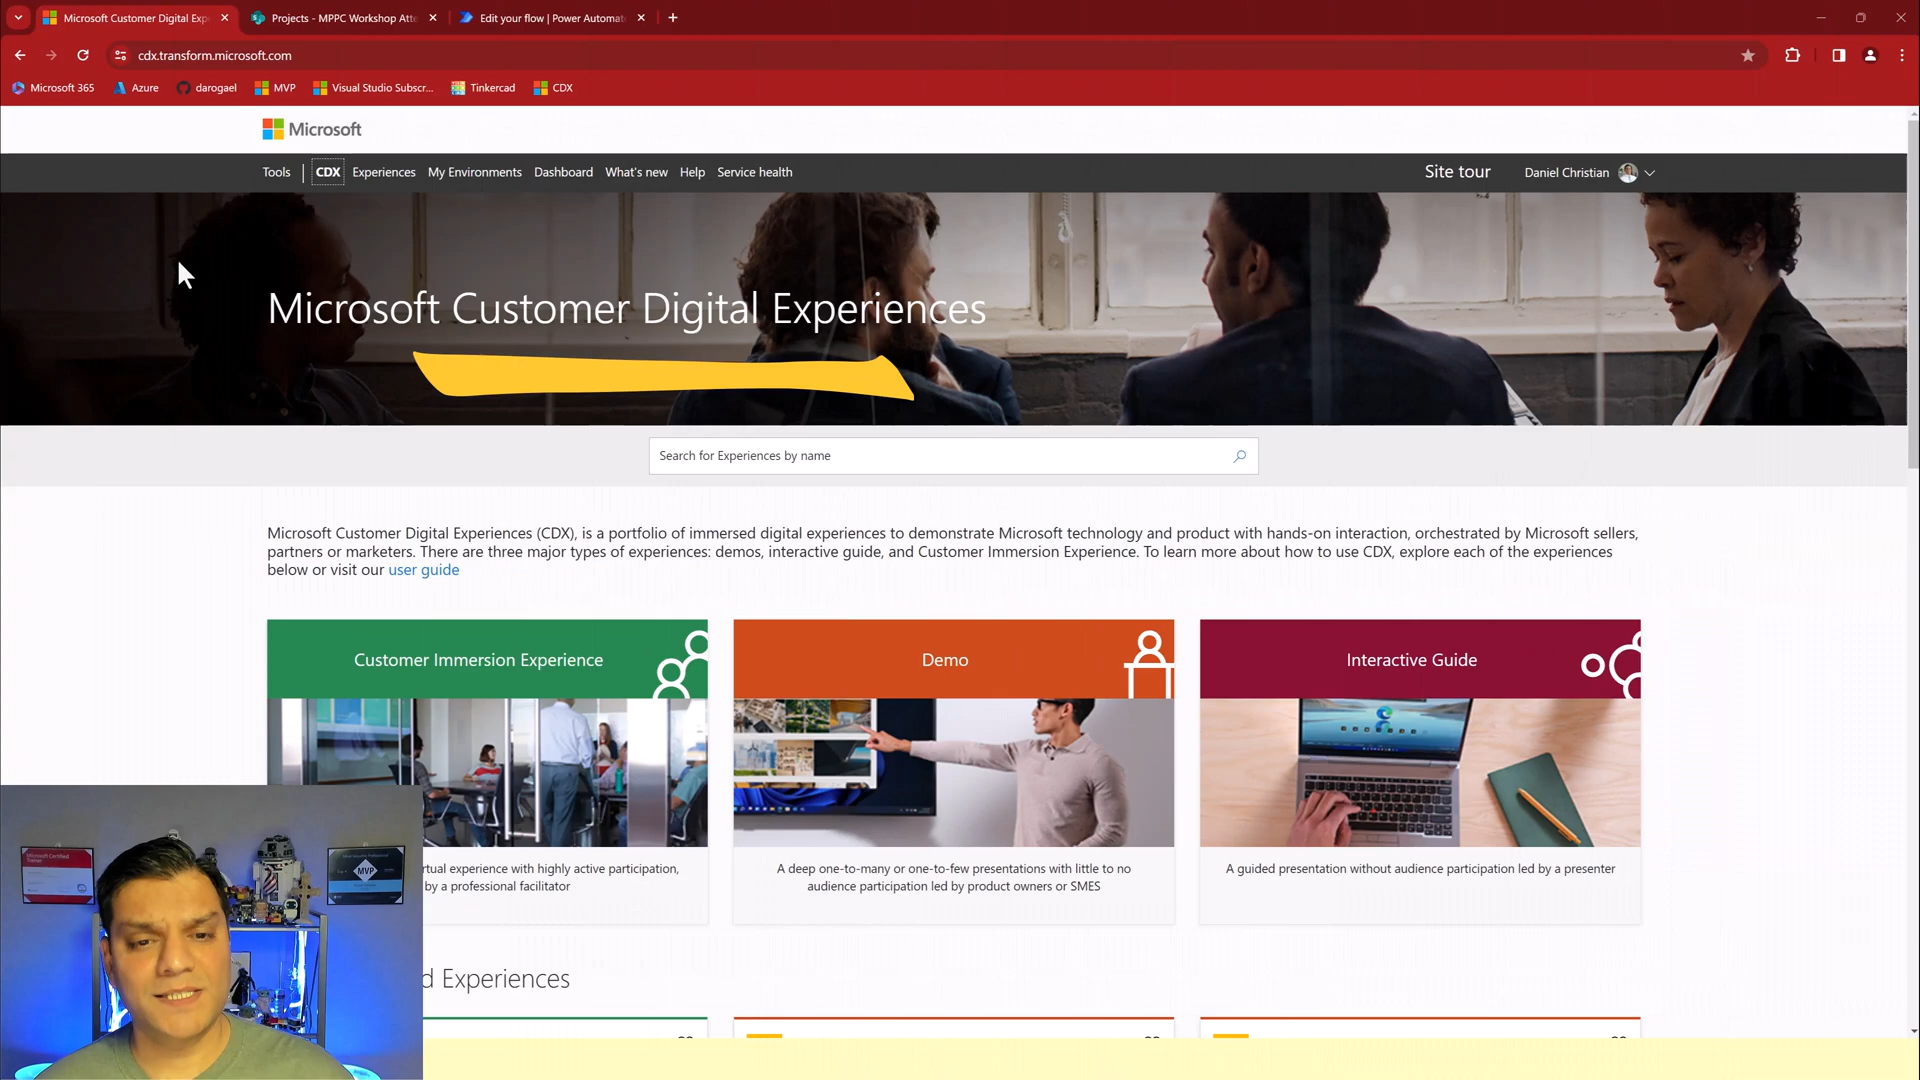 Microsoft Customer Digital Exp
Projects - MPPC Workshop Atte
Edit your flow | Power Automat
cdx.transform.microsoft.com
Microsoft 365
Azure
darogael
MVP
Visual Studio Subscr...
Tinkercad
CDX
Microsoft
Tools
CDX
Experiences
My Environments
Dashboard
What's new
Help
Service health
Site tour
Daniel Christian
Microsoft Customer Digital Experiences
Search for Experiences by name
Microsoft Customer Digital Experiences (CDX), is a portfolio of immersed digital experiences to demonstrate Microsoft technology and product with hands-on interaction, orchestrated by Microsoft sellers,
partners or marketers. There are three major types of experiences: demos, interactive guide, and Customer Immersion Experience. To learn more about how to use CDX, explore each of the experiences
below or visit our user guide
Customer Immersion Experience
rtual experience with highly active participation,
by a professional facilitator
Demo
A deep one-to-many or one-to-few presentations with little to no
audience participation led by product owners or SMES
Interactive Guide
A guided presentation without audience participation led by a presenter
d Experiences
Microsoft Certified
Trainer
MVP